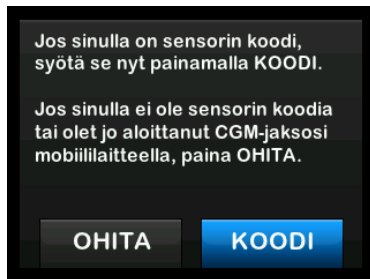 Jos sinulla on sensorin koodi,
syötä se nyt painamalla KOODI.
Jos sinulla ei ole sensorin koodia
tai olet jo aloittanut CGM-jaksosi
mobiililaitteella, paina OHITA.
OHITA
KOODI